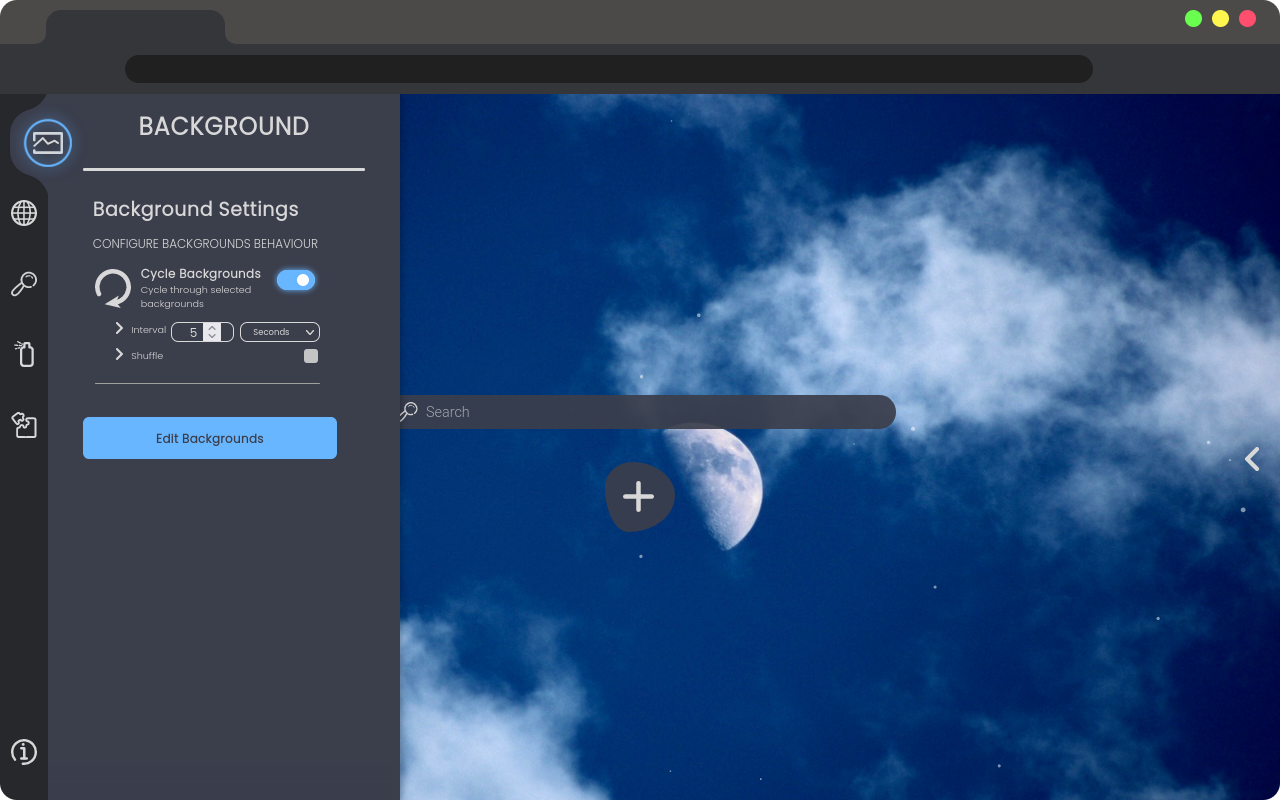 BACKGROUND
Background Settings
CONFIGURE BACKGROUNDS BEHAVIOUR
Cycle Backgrounds
Cycle through selected
backgrounds
Interval 5 Seconds
Shuffle
Edit Backgrounds
Search